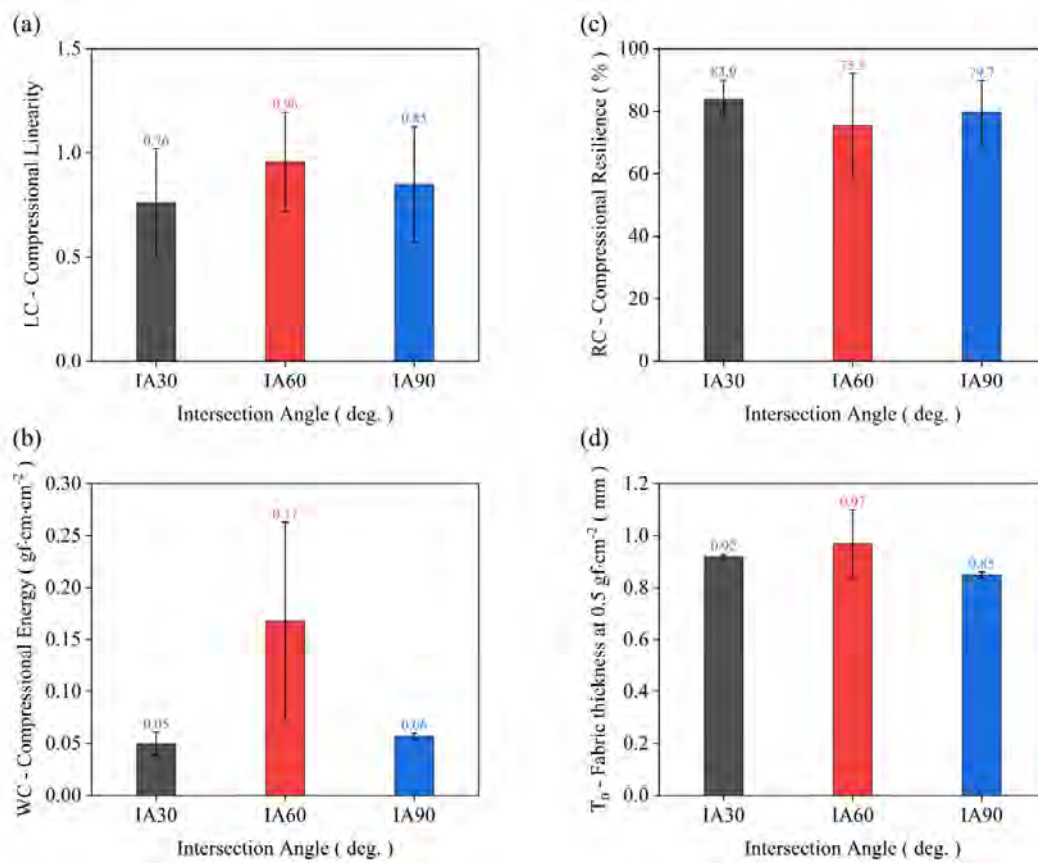 (a)
LC - Compressional Linearity
1.5
1.0
0.5
0.0
0.76
0.96
0.85
IA30 IA60 IA90
Intersection Angle ( deg. )
(c)
RC - Compressional Resilience ( % )
100
80
60
40
20
0
83.9
79.7
IA30 IA60 IA90
Intersection Angle ( deg. )
(b)
WC - Compressional Energy ( gf·cm·cm⁻² )
0.30
0.25
0.20
0.15
0.10
0.05
0.00
0.05
0.17
0.06
IA30 IA60 IA90
Intersection Angle ( deg. )
(d)
T₀ - Fabric thickness at 0.5 gf·cm⁻² ( mm )
1.2
1.0
0.8
0.6
0.4
0.2
0.0
0.92
0.97
0.85
IA30 IA60 IA90
Intersection Angle ( deg. )